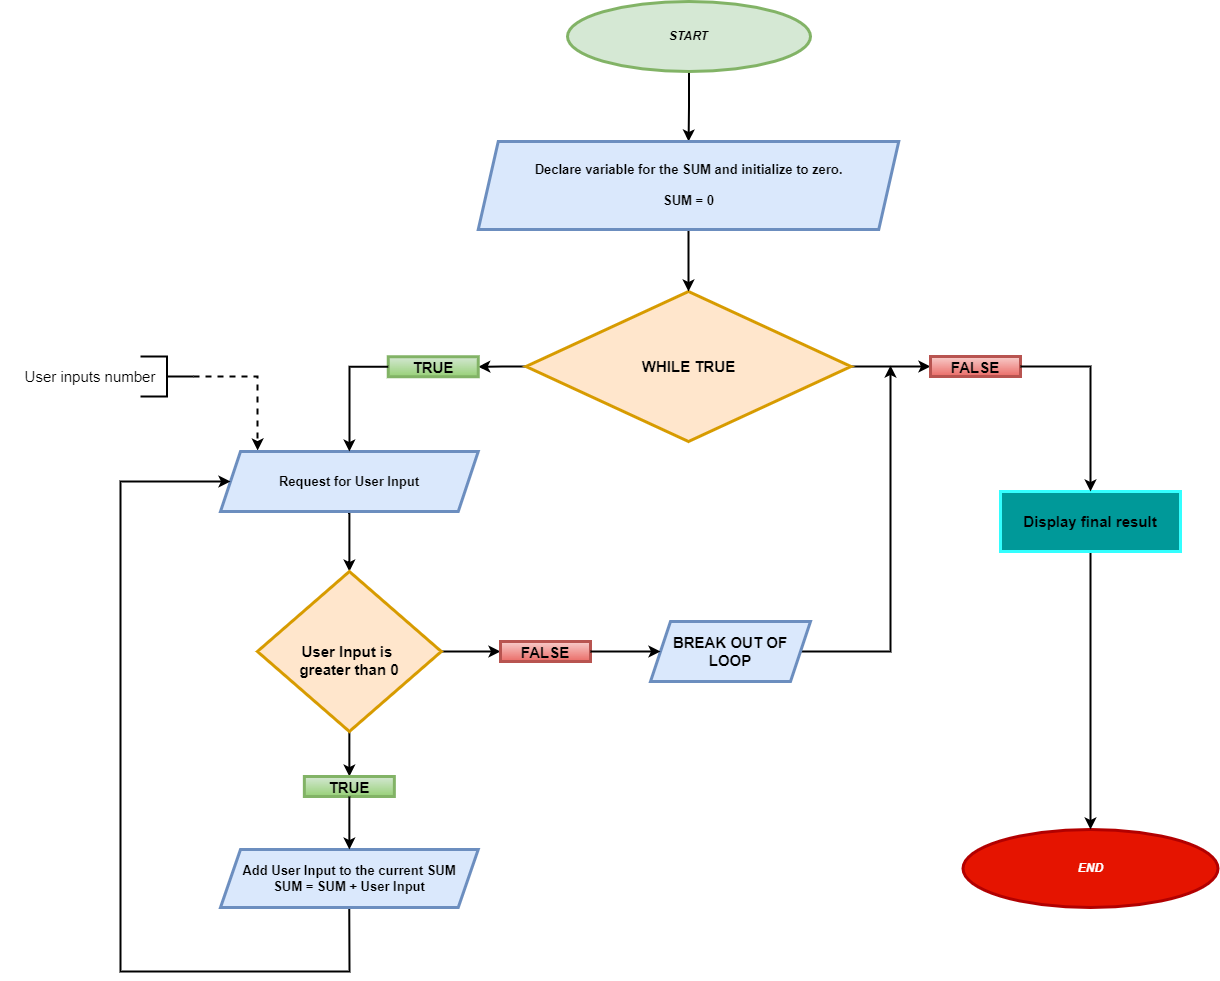 START
Declare variable for the SUM and initialize to zero.
SUM = 0
WHILE TRUE
TRUE
FALSE
User inputs number
Request for User Input
Display final result
User Input is
greater than 0
FALSE
BREAK OUT OF
LOOP
TRUE
Add User Input to the current SUM
SUM = SUM + User Input
END